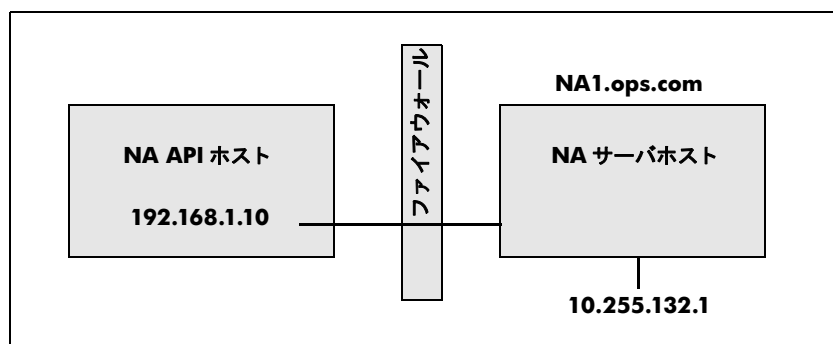 NA API ホスト
192.168.1.10
ファイアウォール
NA1.ops.com
NA サーバホスト
10.255.132.1